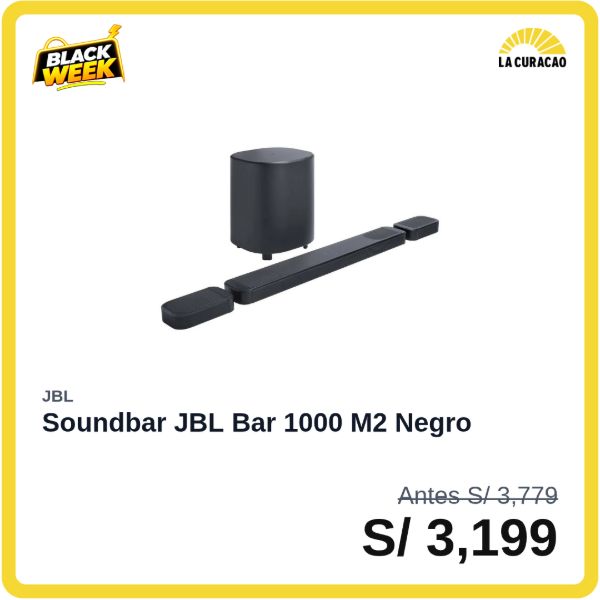 BLACK
WEEK
LA CURACAO
JBL
Soundbar JBL Bar 1000 M2 Negro
Antes S/ 3,779
S/ 3,199